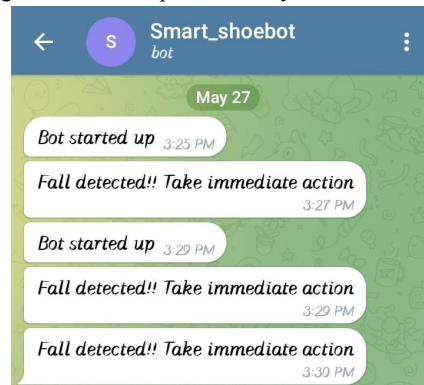 S
Smart_shoebot
bot
May 27
Bot started up 3:25 PM
Fall detected!! Take immediate action
3:27 PM
Bot started up 3:29 PM
Fall detected!! Take immediate action
3:29 PM
Fall detected!! Take immediate action
3:30 PM